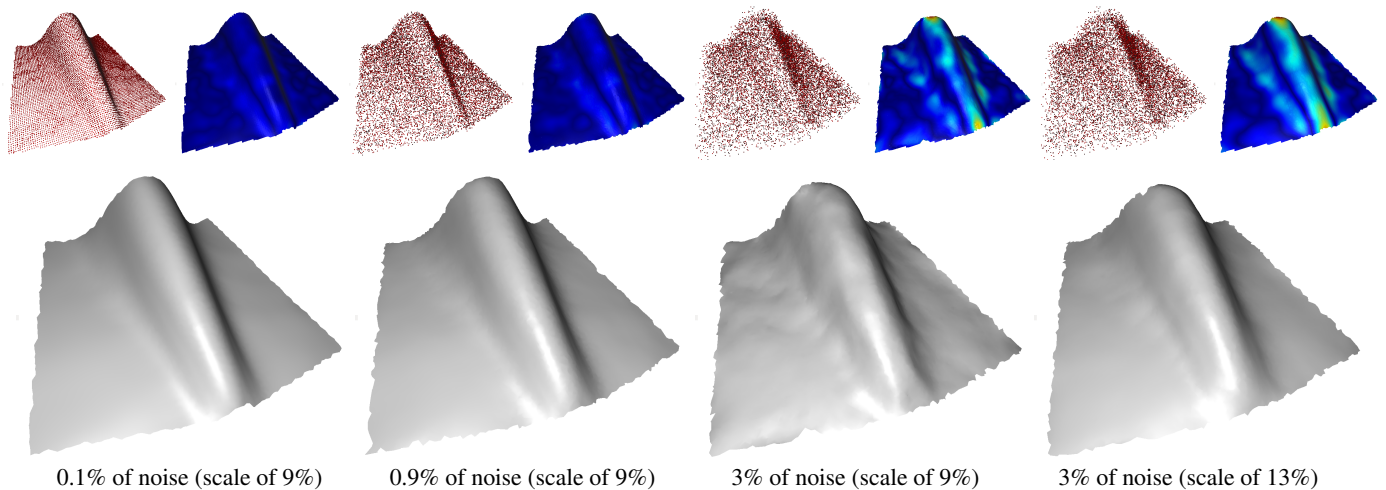 0.1% of noise (scale of 9%)
0.9% of noise (scale of 9%)
3% of noise (scale of 9%)
3% of noise (scale of 13%)